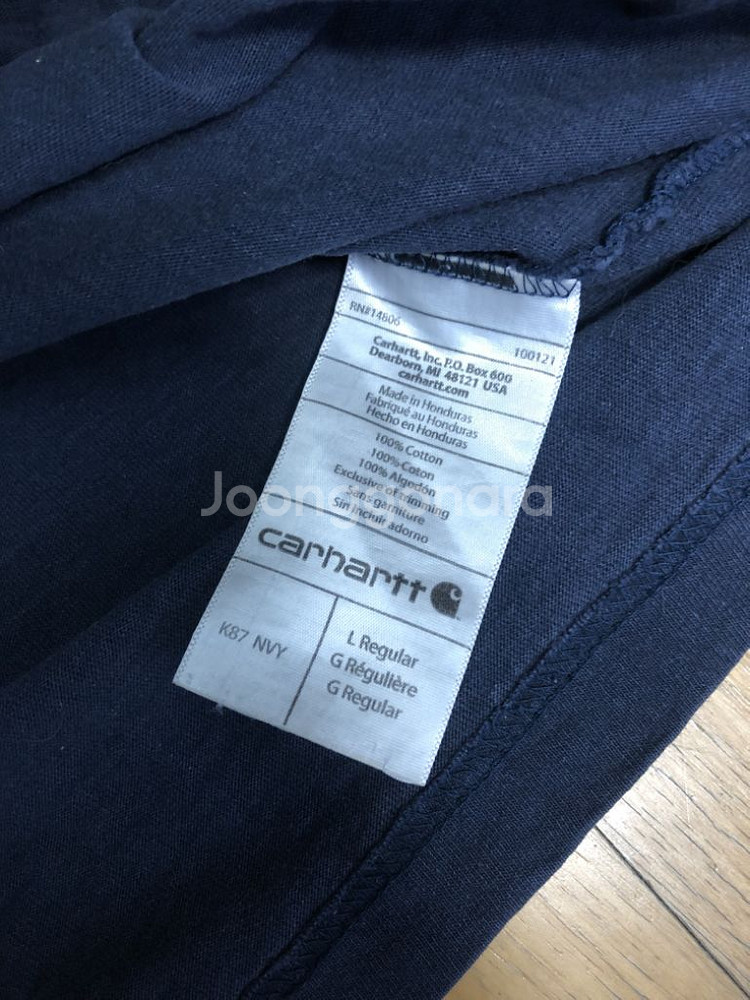 RN#14806
100121
Carhartt, Inc. P.O. Box 600
Dearborn, MI 48121 USA
carhartt.com
Made in Honduras
Fabriqué au Honduras
Hecho en Honduras
100% Cotton
100% Coton
100% Algodón
Exclusive of trimming
Sans garniture
Sin incluir adorno
Joonggonara
carhartt
K87 NVY
L Regular
G Régulière
G Regular